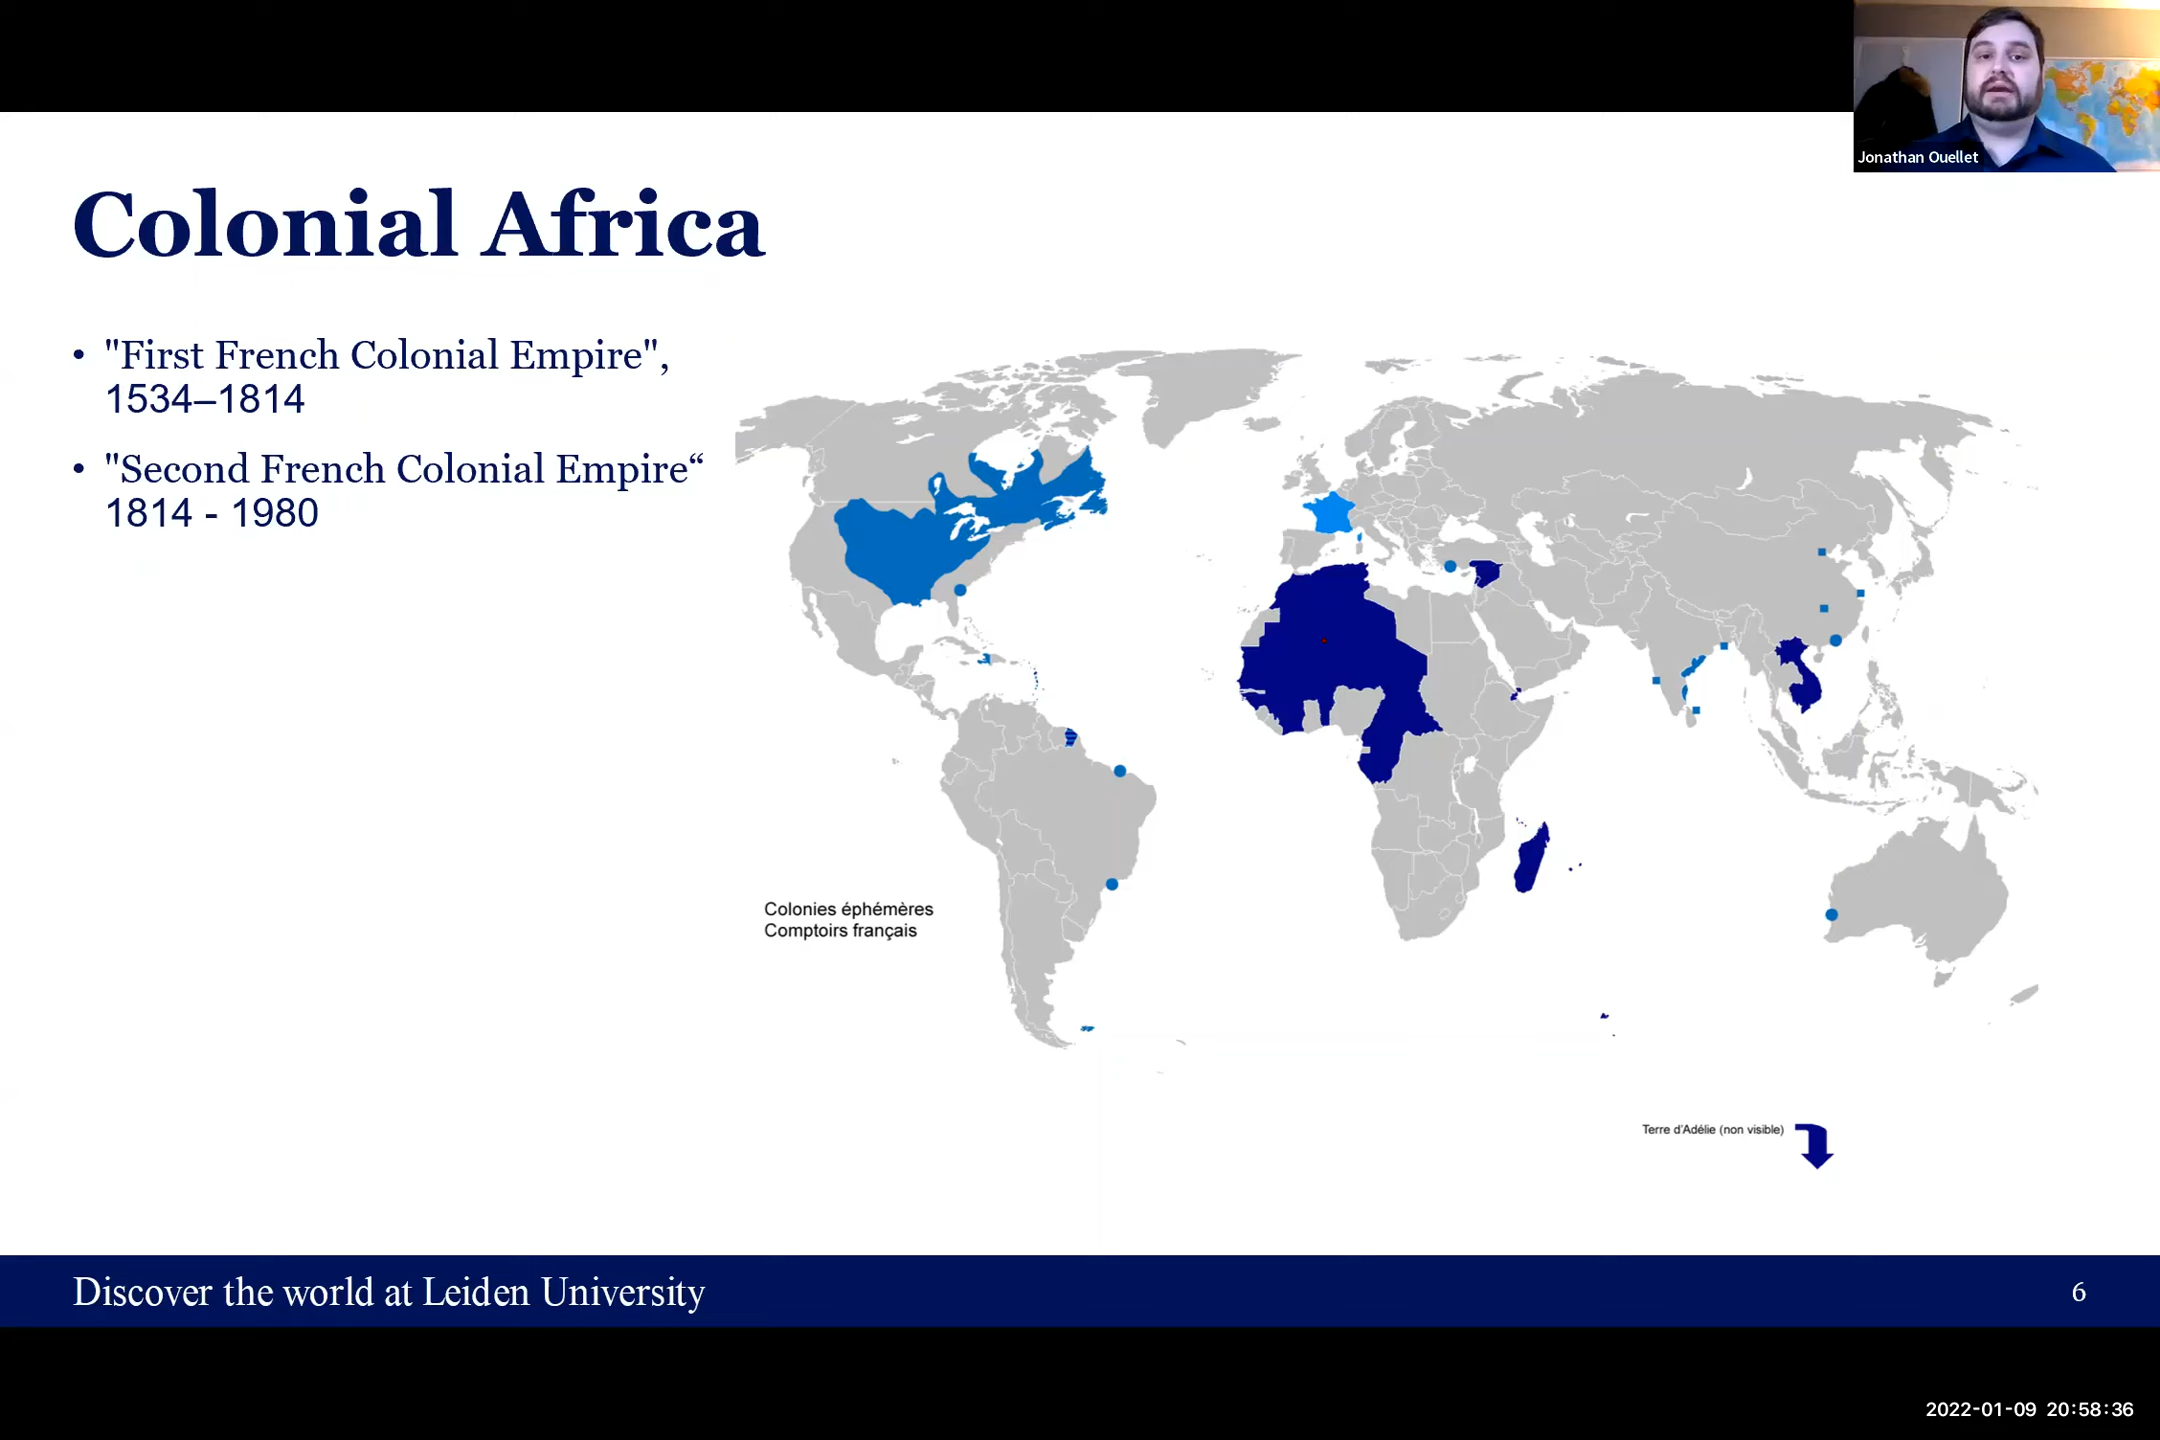 Jonathan Ouellet
Colonial Africa
• "First French Colonial Empire",
1534–1814
• "Second French Colonial Empire“
1814 - 1980
Colonies éphémères
Comptoirs français
Terre d'Adélie (non visible)
Discover the world at Leiden University
6
2022-01-09 20:58:36